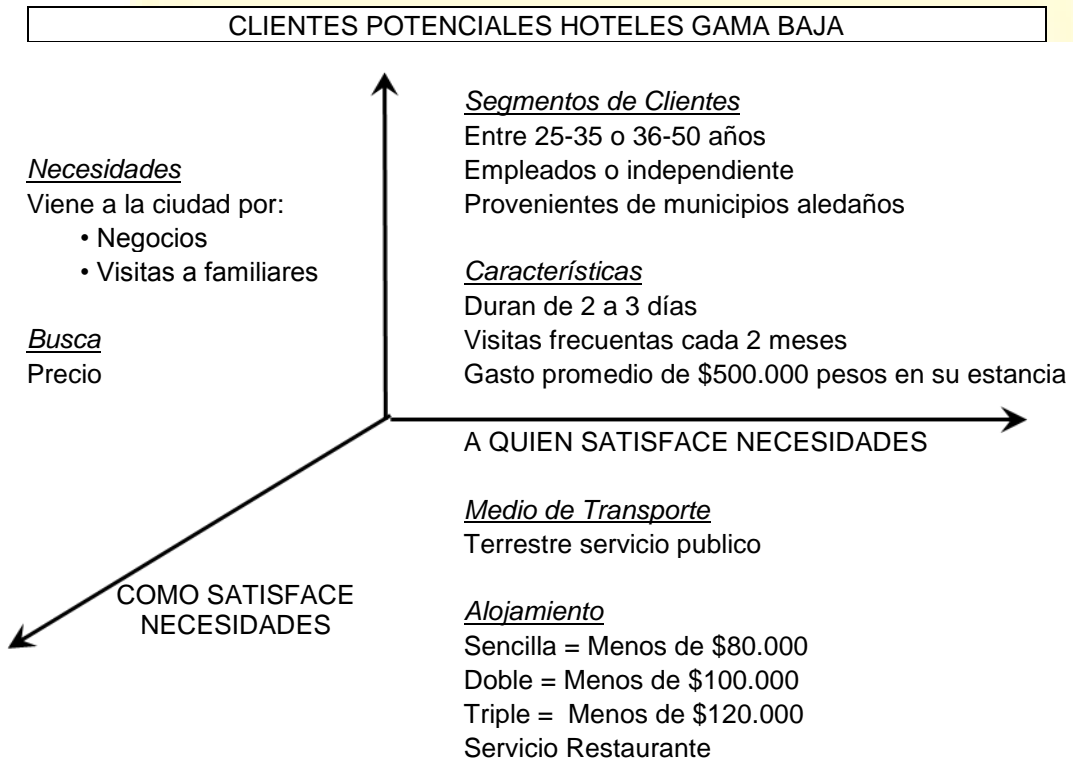 CLIENTES POTENCIALES HOTELES GAMA BAJA
Necesidades
Viene a la ciudad por:
• Negocios
• Visitas a familiares
Busca
Precio
Segmentos de Clientes
Entre 25-35 o 36-50 años
Empleados o independiente
Provenientes de municipios aledaños
Características
Duran de 2 a 3 días
Visitas frecuentas cada 2 meses
Gasto promedio de $500.000 pesos en su estancia
A QUIEN SATISFACE NECESIDADES
COMO SATISFACE
NECESIDADES
Medio de Transporte
Terrestre servicio publico
Alojamiento
Sencilla = Menos de $80.000
Doble = Menos de $100.000
Triple = Menos de $120.000
Servicio Restaurante